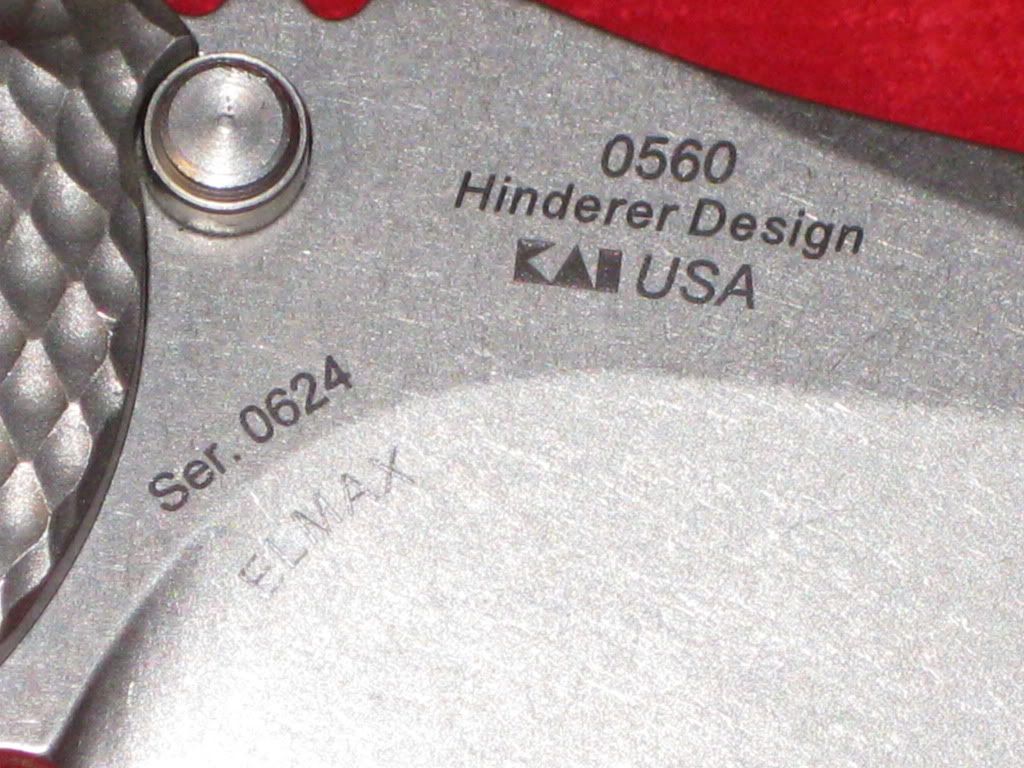 0560
Hinderer Design
KAI USA
Ser. 0624
ELMAX